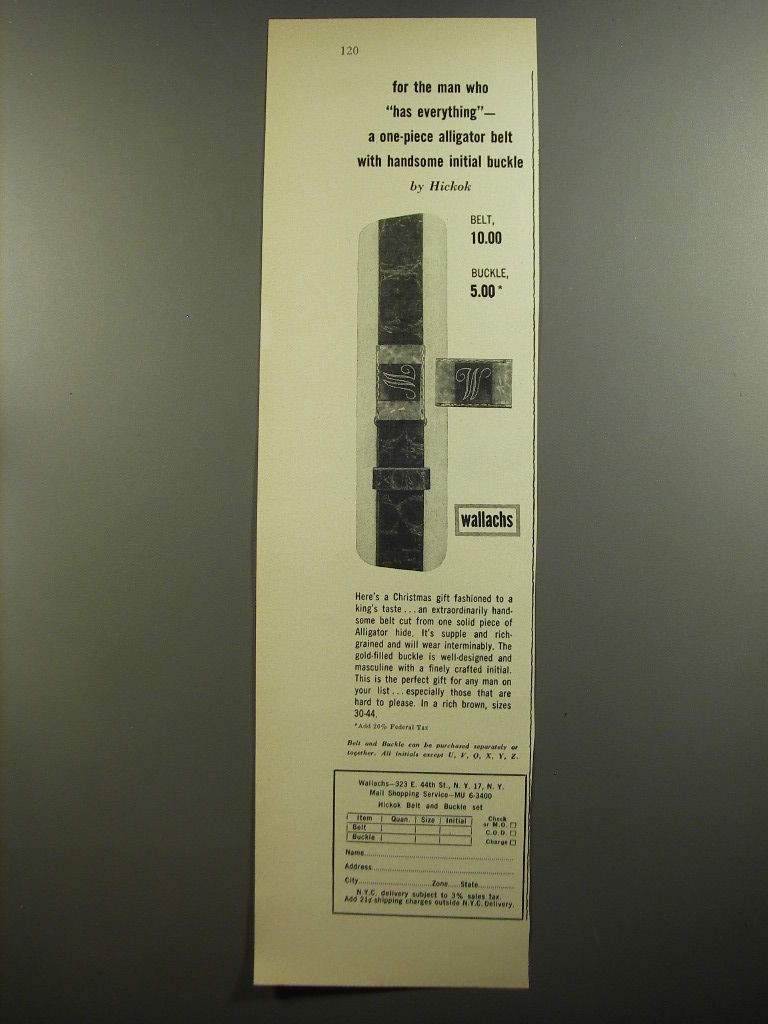 120
for the man who
“has everything”—
a one-piece alligator belt
with handsome initial buckle
by Hickok
BELT,
10.00
BUCKLE,
5.00*
M
W
wallachs
Here's a Christmas gift fashioned to a
king's taste...an extraordinarily hand-
some belt cut from one solid piece of
Alligator hide. It's supple and rich-
grained and will wear interminably. The
gold-filled buckle is well-designed and
masculine with a finely crafted initial.
This is the perfect gift for any man on
your list...especially those that are
hard to please. In a rich brown, sizes
30-44.
*Add 20% Federal Tax
Belt and Buckle can be purchased separately or
together. All initials except U, V, O, X, Y, Z.
Wallachs—323 E. 44th St., N. Y. 17, N. Y.
Mail Shopping Service—MU 6-3400
Hickok Belt and Buckle set
Item Quan. Size Initial
Belt
Buckle
Check
or M.O.
C.O.D.
Charge
Name
Address
City Zone State
N.Y.C. delivery subject to 3% sales tax.
Add 21¢ shipping charges outside N.Y.C. Delivery.